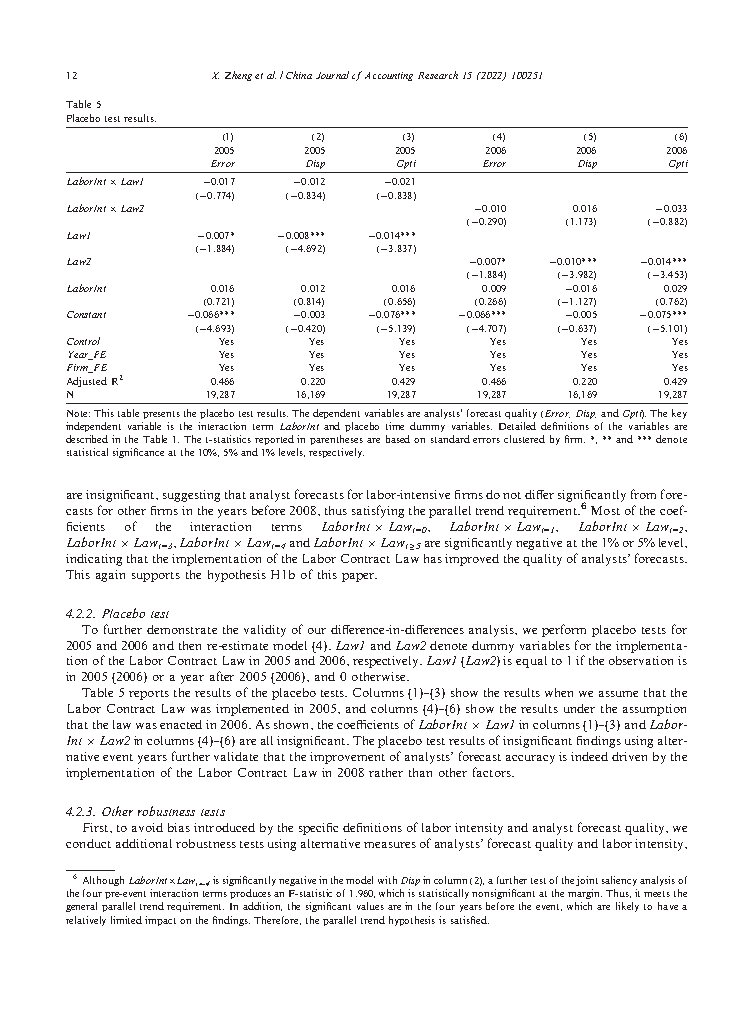 12
X. Zheng et al. / China Journal of Accounting Research 15 (2022) 100251
Table 5
Placebo test results.
(1) (2) (3) (4) (5) (6)
2005 2005 2005 2006 2006 2006
Error Disp Gpti Error Disp Gpti
LaborInt × Law1 −0.017 −0.012 −0.021
(−0.774) (−0.834) (−0.838)
LaborInt × Law2 −0.010 0.016 −0.033
(−0.290) (1.173) (−0.882)
Law1 −0.007* −0.008*** −0.014***
(−1.884) (−4.692) (−3.837)
Law2 −0.007* −0.010*** −0.014***
(−1.884) (−3.982) (−3.453)
LaborInt 0.016 0.012 0.016 0.009 −0.016 0.029
(0.721) (0.814) (0.656) (0.266) (−1.127) (0.762)
Constant −0.066*** −0.003 −0.076*** −0.066*** −0.005 −0.075***
(−4.693) (−0.420) (−5.139) (−4.707) (−0.637) (−5.101)
Control Yes Yes Yes Yes Yes Yes
Year_FE Yes Yes Yes Yes Yes Yes
Firm_FE Yes Yes Yes Yes Yes Yes
Adjusted R² 0.466 0.220 0.429 0.466 0.220 0.429
N 19,287 16,169 19,287 19,287 16,169 19,287
Note: This table presents the placebo test results. The dependent variables are analysts' forecast quality (Error, Disp, and Gpti). The key
independent variable is the interaction term LaborInt and placebo time dummy variables. Detailed definitions of the variables are
described in the Table 1. The t-statistics reported in parentheses are based on standard errors clustered by firm. *, ** and *** denote
statistical significance at the 10%, 5% and 1% levels, respectively.
are insignificant, suggesting that analyst forecasts for labor-intensive firms do not differ significantly from fore-
casts for other firms in the years before 2008, thus satisfying the parallel trend requirement.⁶ Most of the coef-
ficients of the interaction terms LaborInt × Law_{t=0}, LaborInt × Law_{t=1}, LaborInt × Law_{t=2},
LaborInt × Law_{t=3}, LaborInt × Law_{t=4} and LaborInt × Law_{t≥5} are significantly negative at the 1% or 5% level,
indicating that the implementation of the Labor Contract Law has improved the quality of analysts' forecasts.
This again supports the hypothesis H1b of this paper.
4.2.2. Placebo test
To further demonstrate the validity of our difference-in-differences analysis, we perform placebo tests for
2005 and 2006 and then re-estimate model (4). Law1 and Law2 denote dummy variables for the implementa-
tion of the Labor Contract Law in 2005 and 2006, respectively. Law1 (Law2) is equal to 1 if the observation is
in 2005 (2006) or a year after 2005 (2006), and 0 otherwise.
Table 5 reports the results of the placebo tests. Columns (1)–(3) show the results when we assume that the
Labor Contract Law was implemented in 2005, and columns (4)–(6) show the results under the assumption
that the law was enacted in 2006. As shown, the coefficients of LaborInt × Law1 in columns (1)–(3) and Labor-
Int × Law2 in columns (4)–(6) are all insignificant. The placebo test results of insignificant findings using alter-
native event years further validate that the improvement of analysts' forecast accuracy is indeed driven by the
implementation of the Labor Contract Law in 2008 rather than other factors.
4.2.3. Other robustness tests
First, to avoid bias introduced by the specific definitions of labor intensity and analyst forecast quality, we
conduct additional robustness tests using alternative measures of analysts' forecast quality and labor intensity,
⁶ Although LaborInt×Law_{t=-4} is significantly negative in the model with Disp in column (2), a further test of the joint saliency analysis of
the four pre-event interaction terms produces an F-statistic of 1.960, which is statistically nonsignificant at the margin. Thus, it meets the
general parallel trend requirement. In addition, the significant values are in the four years before the event, which are likely to have a
relatively limited impact on the findings. Therefore, the parallel trend hypothesis is satisfied.